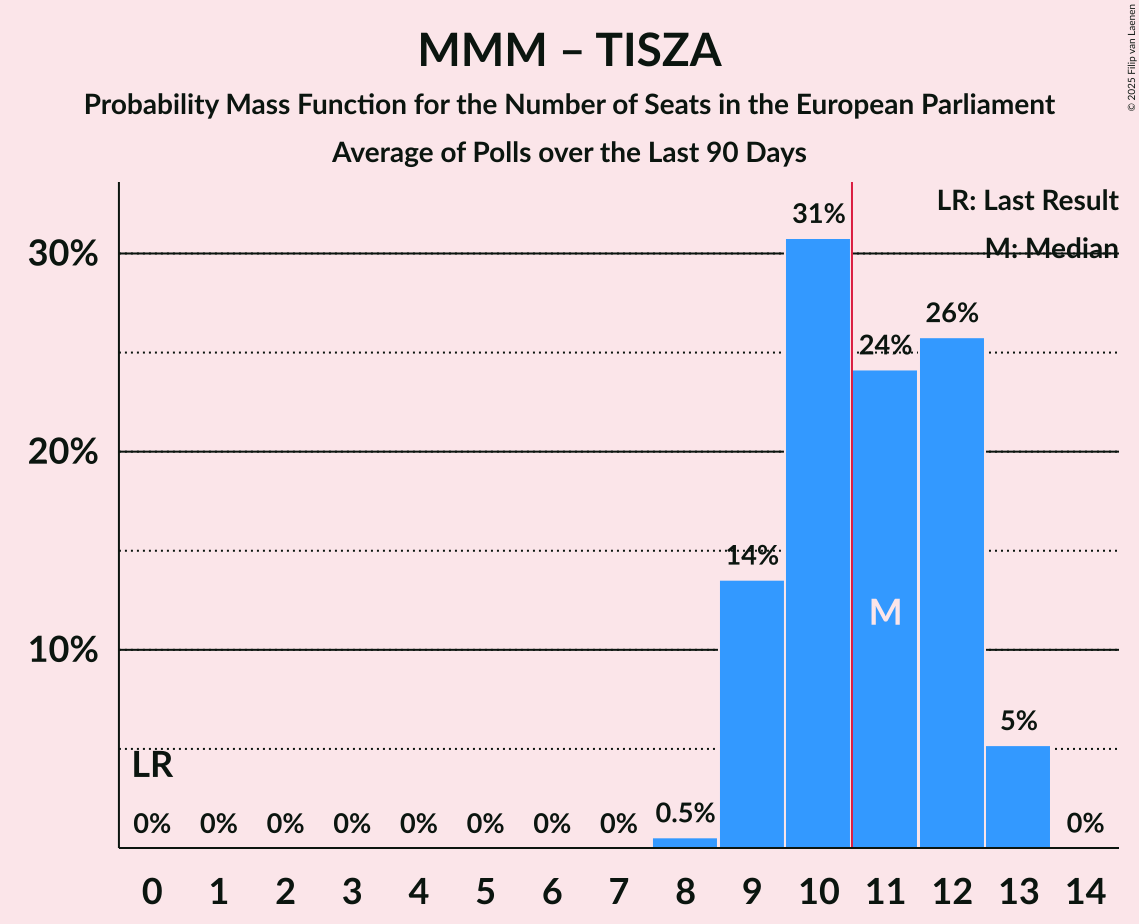 MMM – TISZA
Probability Mass Function for the Number of Seats in the European Parliament
Average of Polls over the Last 90 Days
© 2025 Filip van Laenen
LR: Last Result
M: Median
30%
20%
10%
31%
26%
24%
14%
M
5%
LR
0% 0% 0% 0% 0% 0% 0% 0% 0.5% 0%
0 1 2 3 4 5 6 7 8 9 10 11 12 13 14